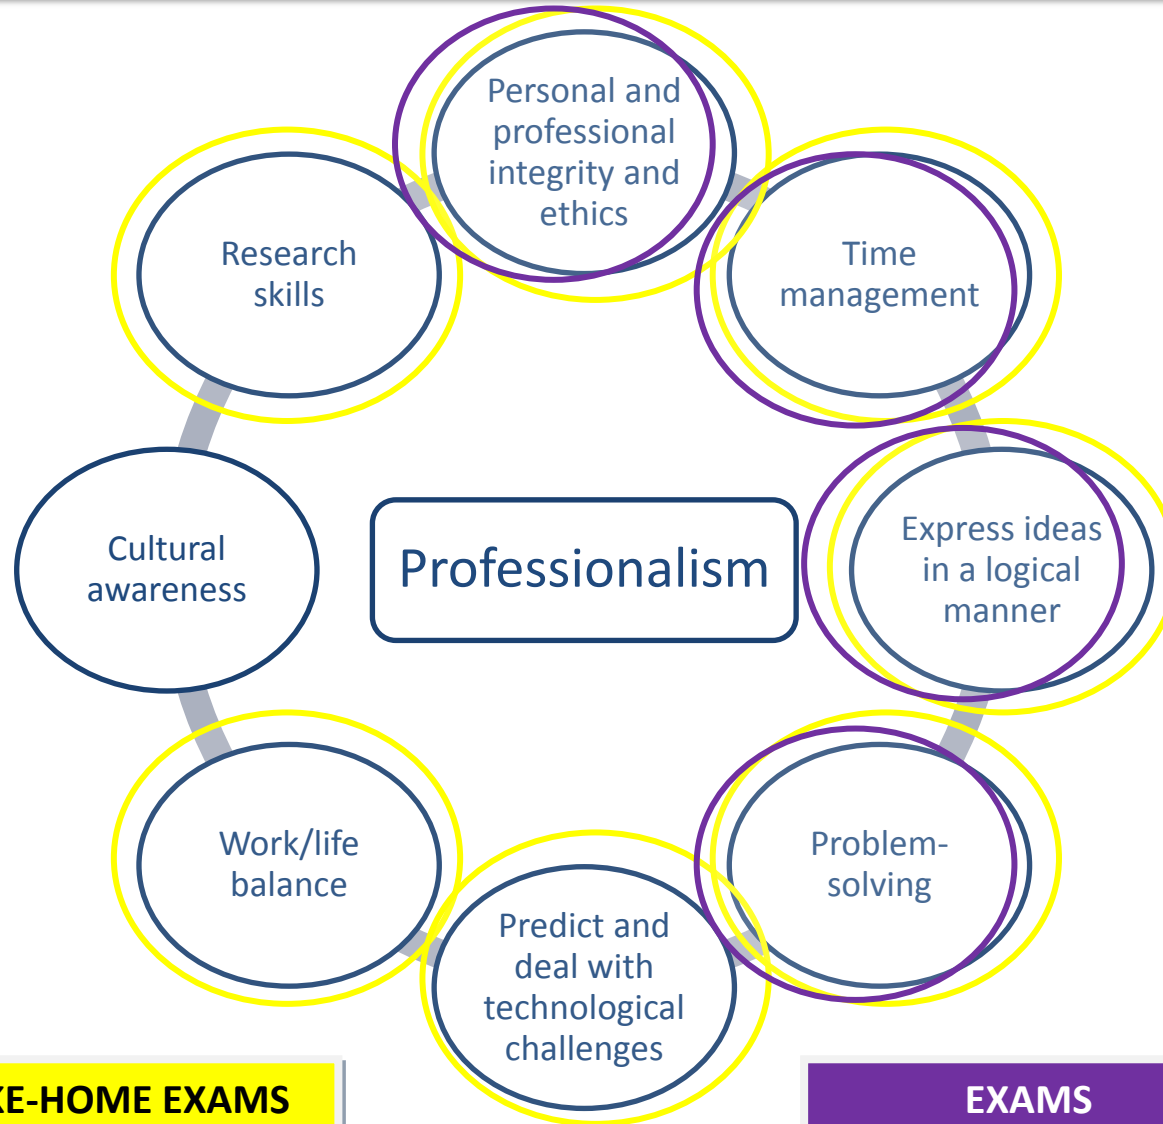 Personal and
professional
integrity and
ethics
Time
management
Express ideas
in a logical
manner
Problem-
solving
Predict and
deal with
technological
challenges
Work/life
balance
Cultural
awareness
Research
skills
Professionalism
KE-HOME EXAMS
EXAMS